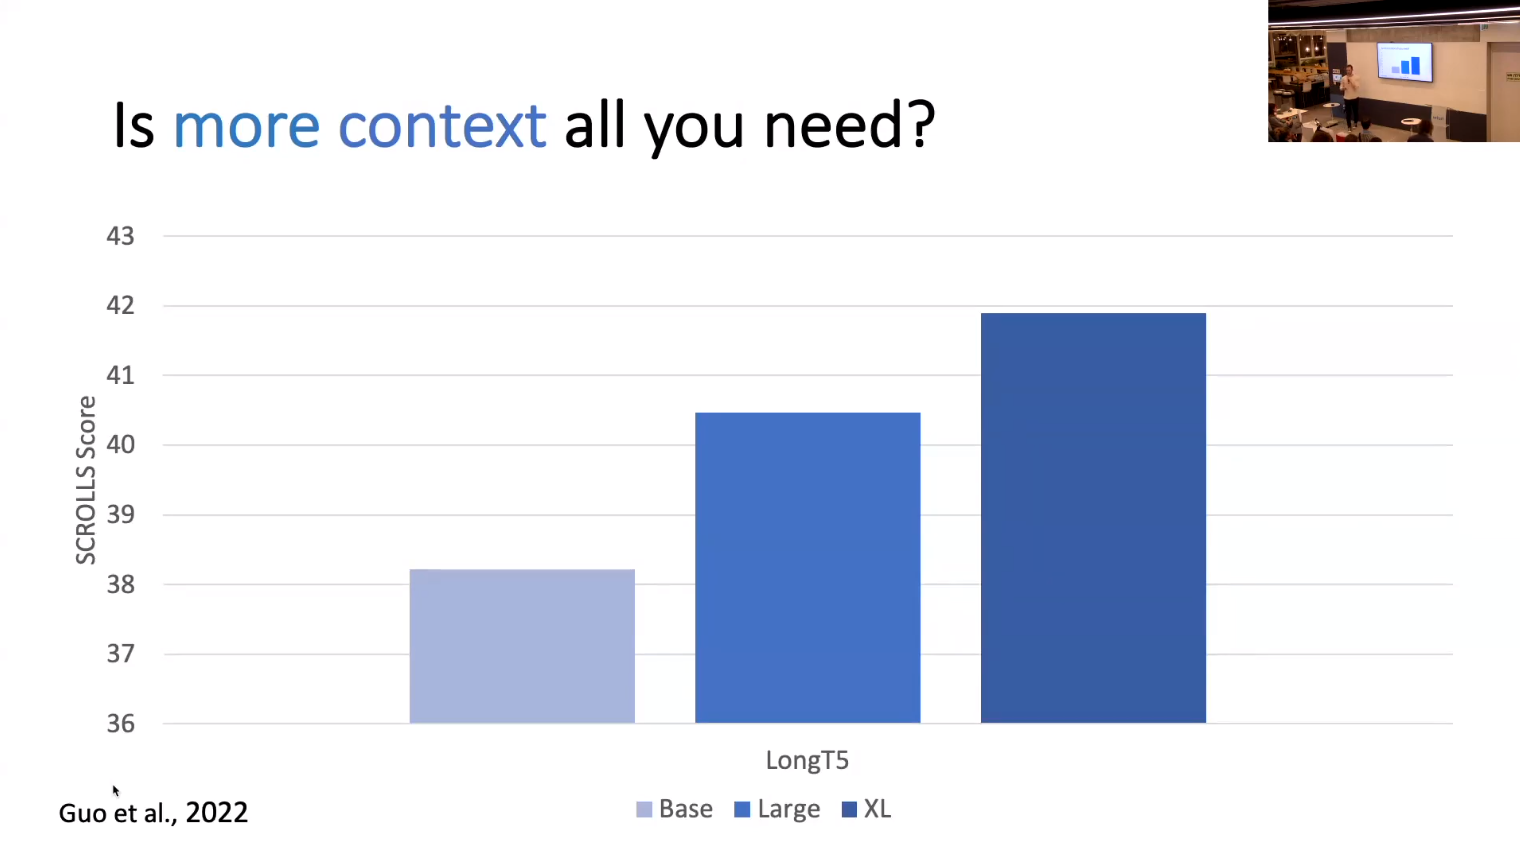 Is more context all you need?
43
42
41
40
39
38
37
36
SCROLLS Score
LongT5
Base Large XL
Guo et al., 2022